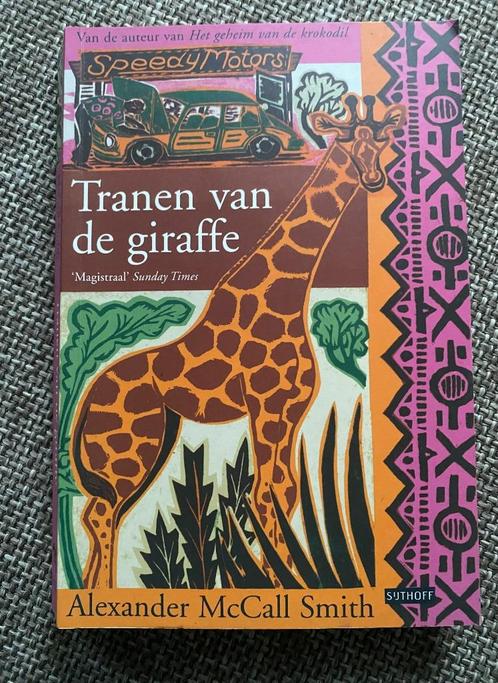 Van de auteur van Het geheim van de krokodil
Speedy Motors
Tranen van
de giraffe
'Magistraal' Sunday Times
Alexander McCall Smith
SIJTHOFF